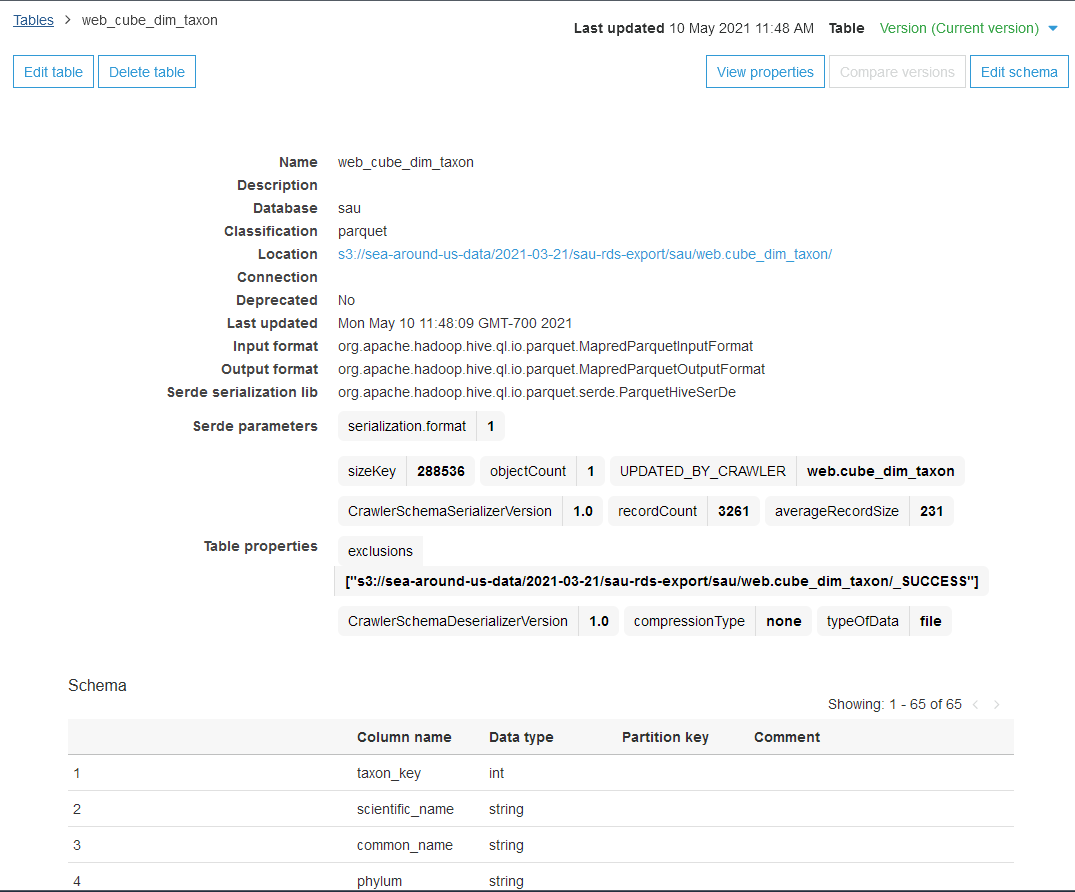 Tables > web_cube_dim_taxon
Last updated 10 May 2021 11:48 AM Table Version (Current version)
Edit table Delete table View properties Compare versions Edit schema
Name web_cube_dim_taxon
Description
Database sau
Classification parquet
Location s3://sea-around-us-data/2021-03-21/sau-rds-export/sau/web.cube_dim_taxon/
Connection
Deprecated No
Last updated Mon May 10 11:48:09 GMT-700 2021
Input format org.apache.hadoop.hive.ql.io.parquet.MapredParquetInputFormat
Output format org.apache.hadoop.hive.ql.io.parquet.MapredParquetOutputFormat
Serde serialization lib org.apache.hadoop.hive.ql.io.parquet.serde.ParquetHiveSerDe
Serde parameters serialization.format 1
sizeKey 288536 objectCount 1 UPDATED_BY_CRAWLER web.cube_dim_taxon
CrawlerSchemaSerializerVersion 1.0 recordCount 3261 averageRecordSize 231
Table properties exclusions
["s3://sea-around-us-data/2021-03-21/sau-rds-export/sau/web.cube_dim_taxon/_SUCCESS"]
CrawlerSchemaDeserializerVersion 1.0 compressionType none typeOfData file
Schema
Showing: 1 - 65 of 65 < >
Column name Data type Partition key Comment
1 taxon_key int
2 scientific_name string
3 common_name string
4 phylum string